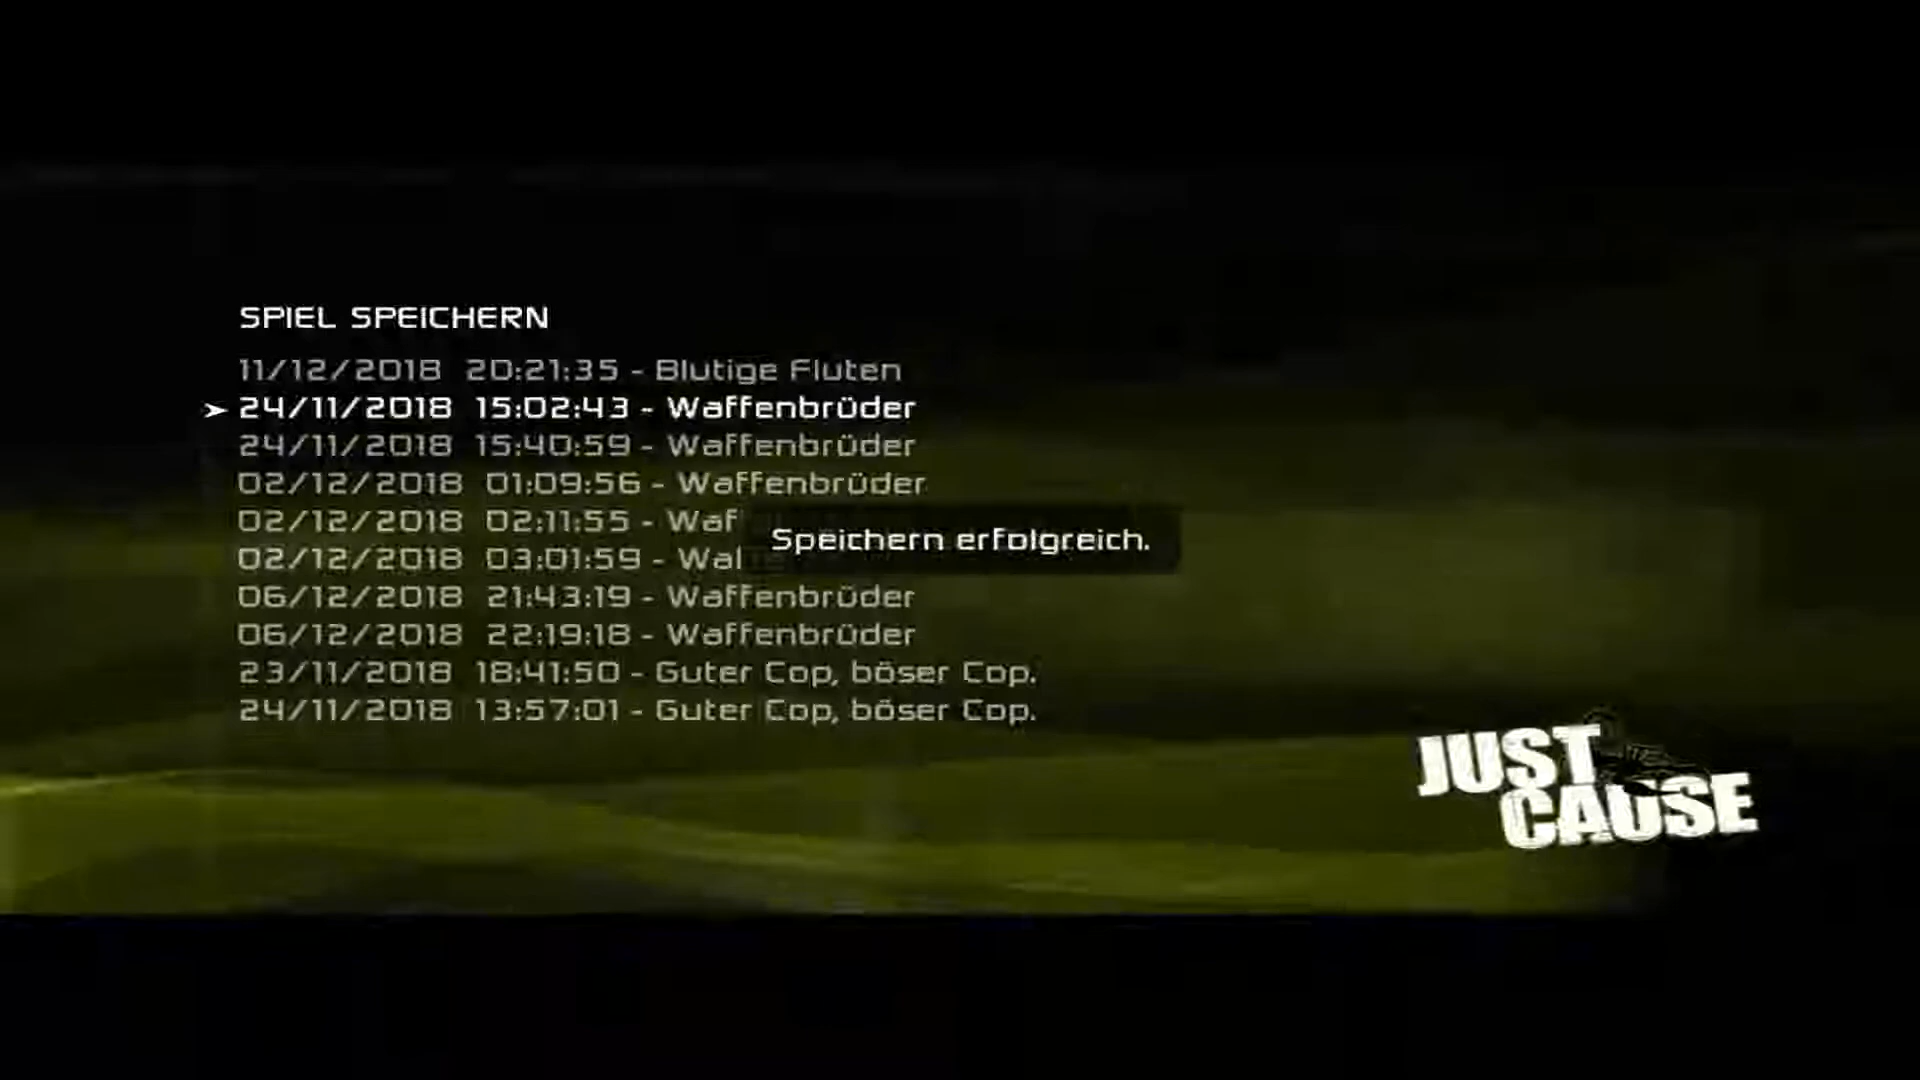 SPIEL SPEICHERN
11/12/2018 20:21:35 - Blutige Fluten
24/11/2018 15:02:43 - Waffenbrüder
24/11/2018 15:40:59 - Waffenbrüder
02/12/2018 01:09:56 - Waffenbrüder
02/12/2018 02:11:55 - Waf
02/12/2018 03:01:59 -
Speichern erfolgreich.
06/12/2018 21:43:19 - Waffenbrüder
06/12/2018 22:19:18 - Waffenbrüder
23/11/2018 18:41:50 - Guter Cop, böser Cop.
24/11/2018 13:57:01 - Guter Cop, böser Cop.
JUST
CAUSE